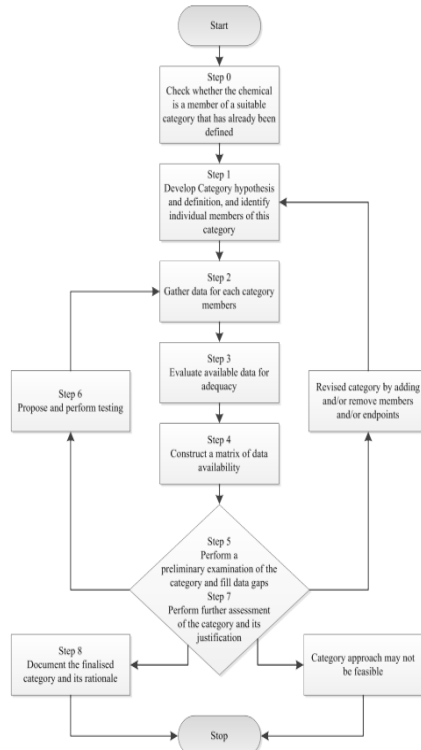 Start
Step 0
Check whether the chemical
is a member of a suitable
category that has already been
defined
Step 1
Develop Category hypothesis
and definition, and identify
individual members of this
category
Step 2
Gather data for each category
members
Step 3
Evaluate available data for
adequacy
Step 6
Propose and perform testing
Revised category by adding
and/or remove members
and/or endpoints
Step 4
Construct a matrix of data
availability
Step 5
Perform a
preliminary examination of the
category and fill data gaps
Step 7
Perform further assessment
of the category and its
justification
Step 8
Document the finalised
category and its rationale
Category approach may not
be feasible
Stop